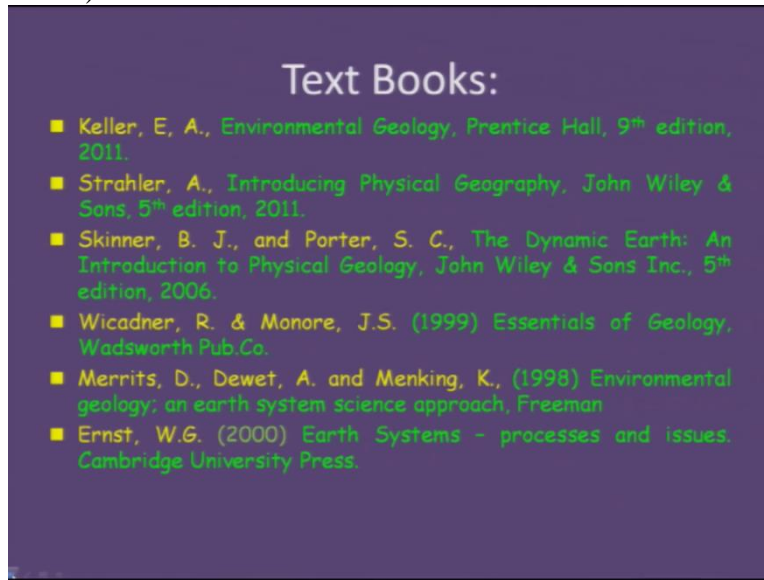 Text Books:
Keller, E, A., Environmental Geology, Prentice Hall, 9th edition,
2011.
Strahler, A., Introducing Physical Geography, John Wiley &
Sons, 5th edition, 2011.
Skinner, B. J., and Porter, S. C., The Dynamic Earth: An
Introduction to Physical Geology, John Wiley & Sons Inc., 5th
edition, 2006.
Wicadner, R. & Monore, J.S. (1999) Essentials of Geology,
Wadsworth Pub.Co.
Merrits, D., Dewet, A. and Menking, K., (1998) Environmental
geology; an earth system science approach, Freeman
Ernst, W.G. (2000) Earth Systems – processes and issues.
Cambridge University Press.